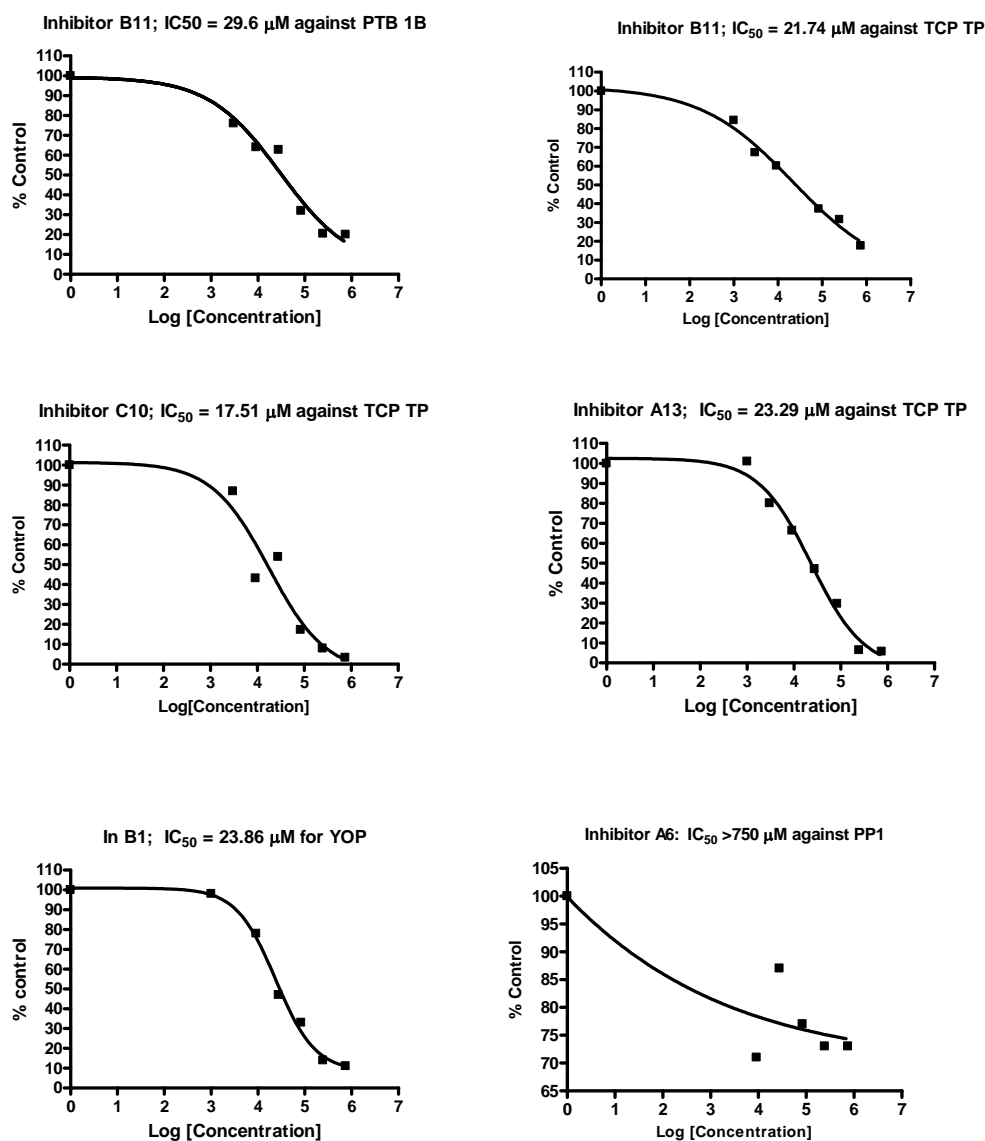 Inhibitor B11; IC50 = 29.6 μM against PTB 1B
110
100
90
80
70
60
50
40
30
20
10
0
% Control
0 1 2 3 4 5 6 7
Log [Concentration]
Inhibitor B11; IC₅₀ = 21.74 μM against TCP TP
110
100
90
80
70
60
50
40
30
20
10
0
% Control
0 1 2 3 4 5 6 7
Log [Concentration]
Inhibitor C10; IC₅₀ = 17.51 μM against TCP TP
110
100
90
80
70
60
50
40
30
20
10
0
% Control
0 1 2 3 4 5 6 7
Log[Concentration]
Inhibitor A13; IC₅₀ = 23.29 μM against TCP TP
110
100
90
80
70
60
50
40
30
20
10
0
% Control
0 1 2 3 4 5 6 7
Log [Concentration]
In B1; IC₅₀ = 23.86 μM for YOP
110
100
90
80
70
60
50
40
30
20
10
0
% control
0 1 2 3 4 5 6 7
Log [Concentration]
Inhibitor A6: IC₅₀ >750 μM against PP1
105
100
95
90
85
80
75
70
65
% Control
0 1 2 3 4 5 6 7
Log [Concentration]